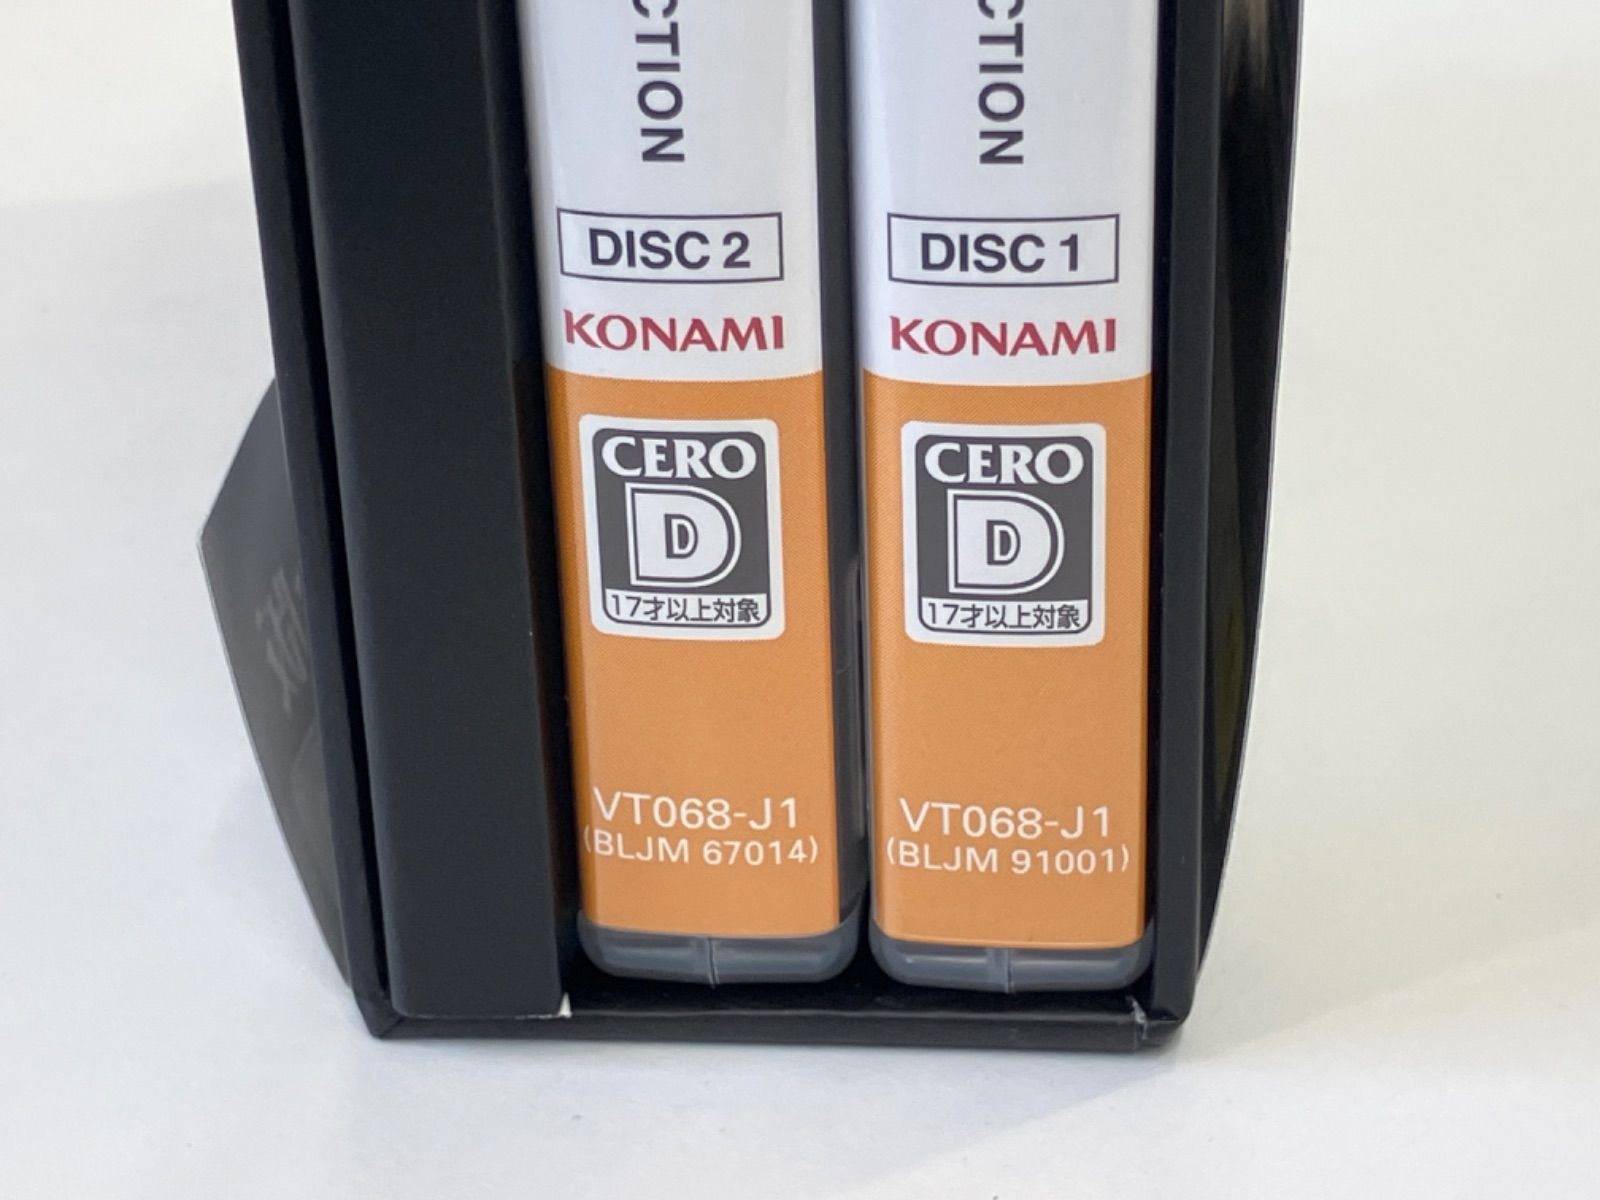 CTION
DISC 2
KONAMI
CERO
D
17才以上対象
VT068-J1
(BLJM 67014)
CTION
DISC 1
KONAMI
CERO
D
17才以上対象
VT068-J1
(BLJM 91001)